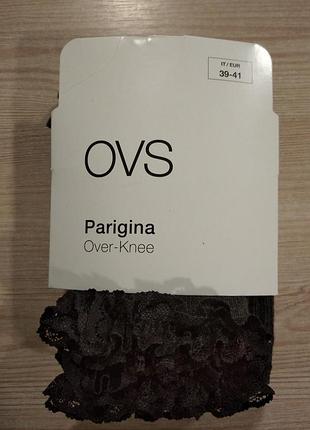 IT / EUR
39-41
OVS
Parigina
Over-Knee